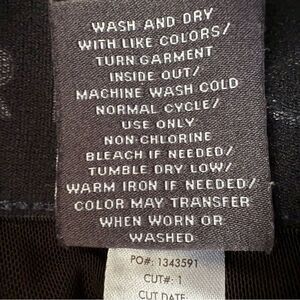 WASH AND DRY
WITH LIKE COLORS/
TURN GARMENT
INSIDE OUT/
MACHINE WASH COLD
NORMAL CYCLE/
USE ONLY
NON-CHLORINE
BLEACH IF NEEDED/
TUMBLE DRY LOW/
WARM IRON IF NEEDED/
COLOR MAY TRANSFER
WHEN WORN OR
WASHED
PO#: 1343591
CUT#: 1
CUT DATE